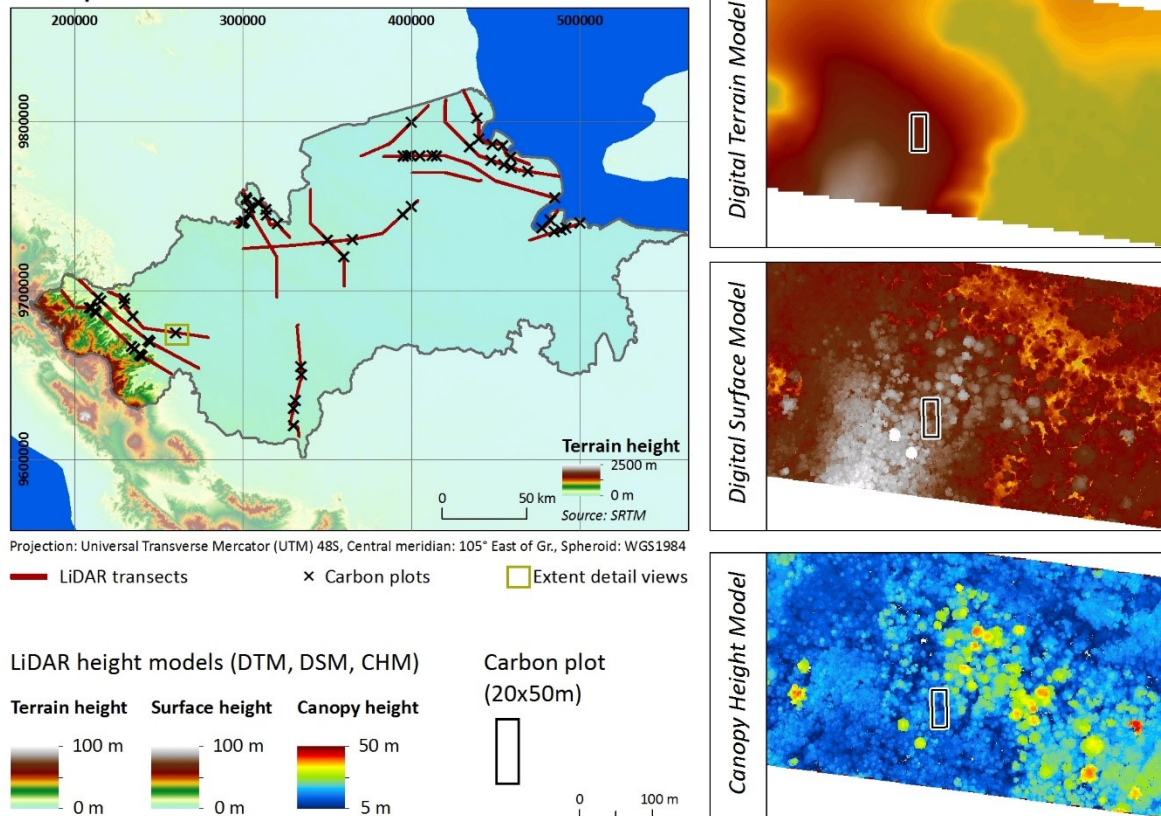 200000
300000
400000
500000
9800000
9700000
9600000
Terrain height
2500 m
0 m
Source: SRTM
0
50 km
Projection: Universal Transverse Mercator (UTM) 48S, Central meridian: 105° East of Gr., Spheroid: WGS1984
LiDAR transects
Carbon plots
Extent detail views
LiDAR height models (DTM, DSM, CHM)
Terrain height
Surface height
Canopy height
100 m
0 m
100 m
0 m
50 m
5 m
Carbon plot
(20x50m)
0
100 m
Digital Terrain Model
Digital Surface Model
Canopy Height Model